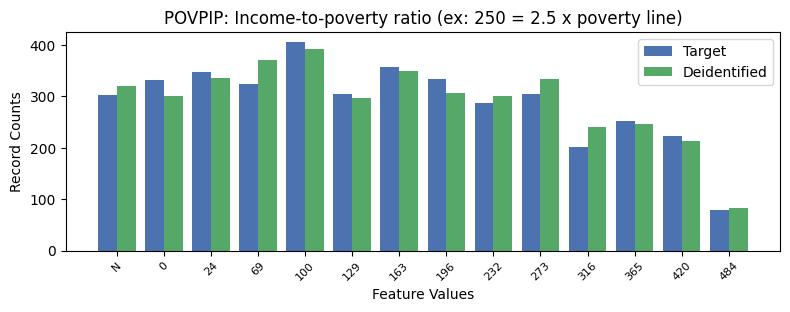 POVPIP: Income-to-poverty ratio (ex: 250 = 2.5 x poverty line)
Target
Deidentified
Record Counts
400
300
200
100
0
N 0 24 69 100 129 163 196 232 273 316 365 420 484
Feature Values